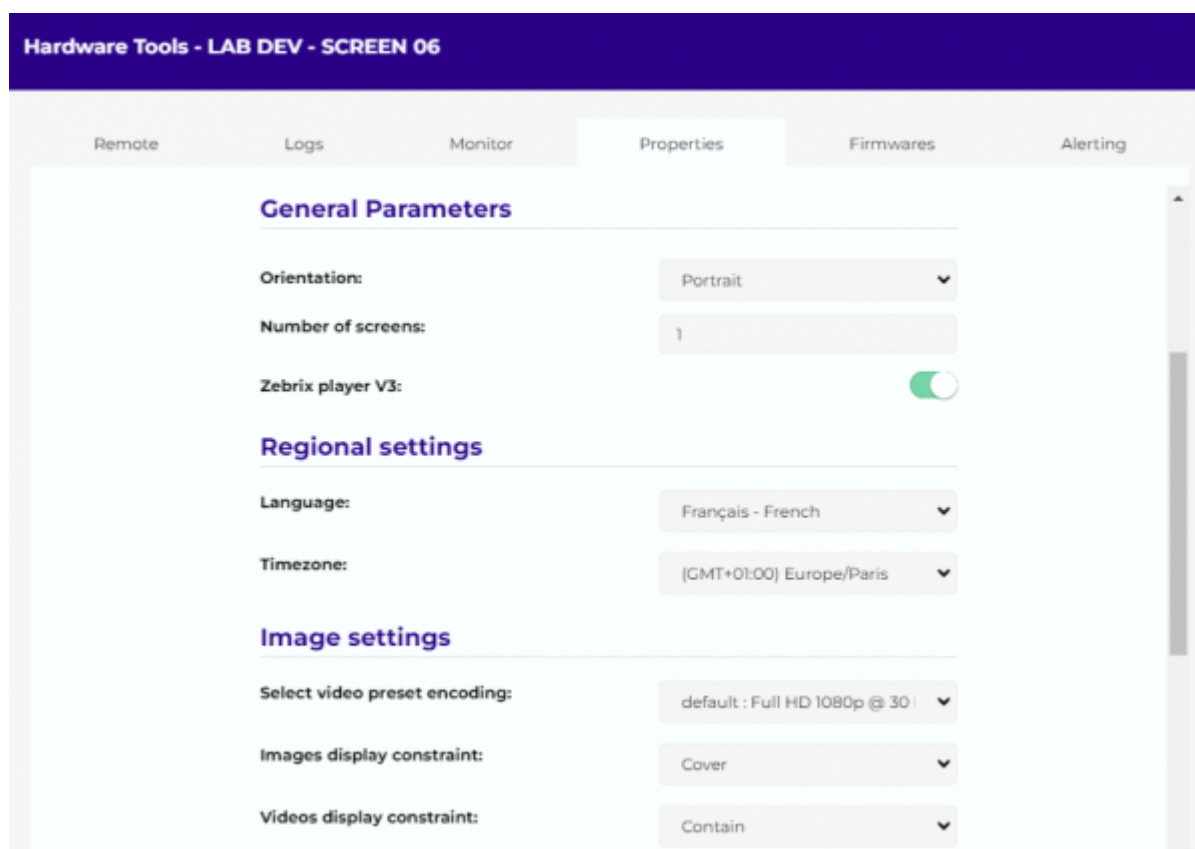 Hardware Tools - LAB DEV - SCREEN 06
Remote Logs Monitor Properties Firmwares Alerting
General Parameters
Orientation: Portrait
Number of screens: 1
Zebrix player V3:
Regional settings
Language: Français - French
Timezone: (GMT+01:00) Europe/Paris
Image settings
Select video preset encoding: default : Full HD 1080p @ 30
Images display constraint: Cover
Videos display constraint: Contain